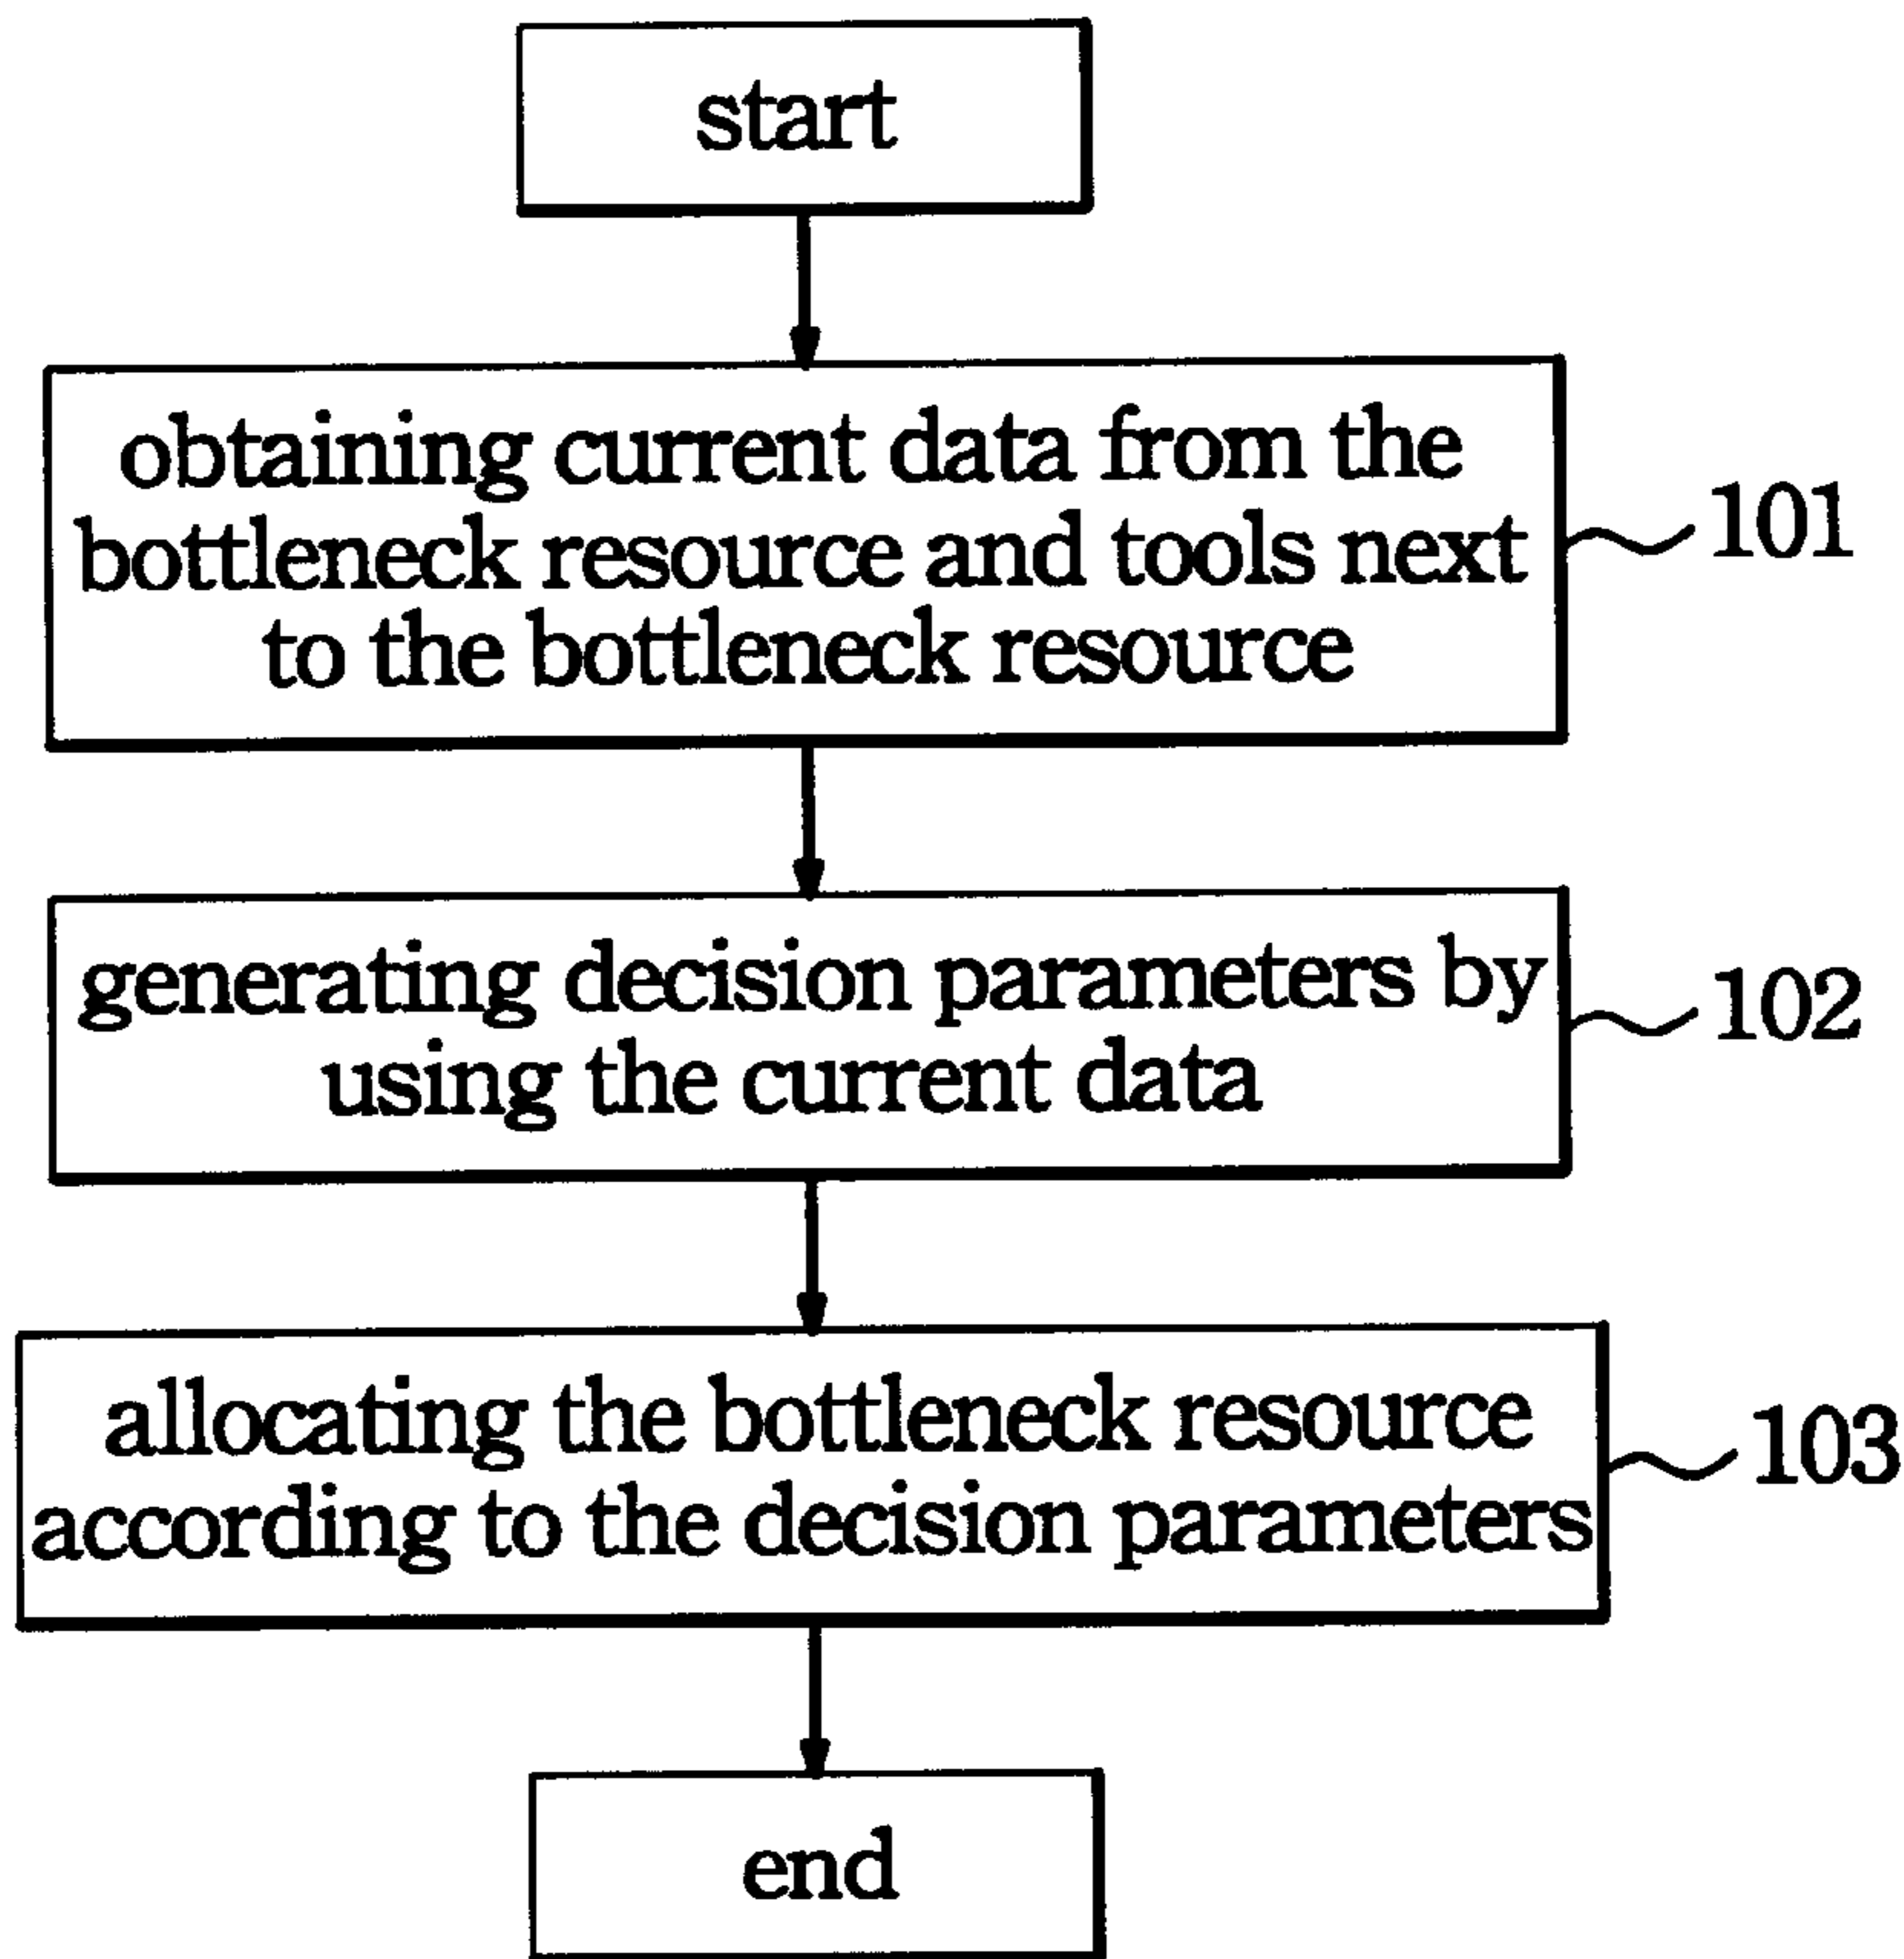 start
obtaining current data from the
bottleneck resource and tools next
to the bottleneck resource
101
generating decision parameters by
using the current data
102
allocating the bottleneck resource
according to the decision parameters
103
end